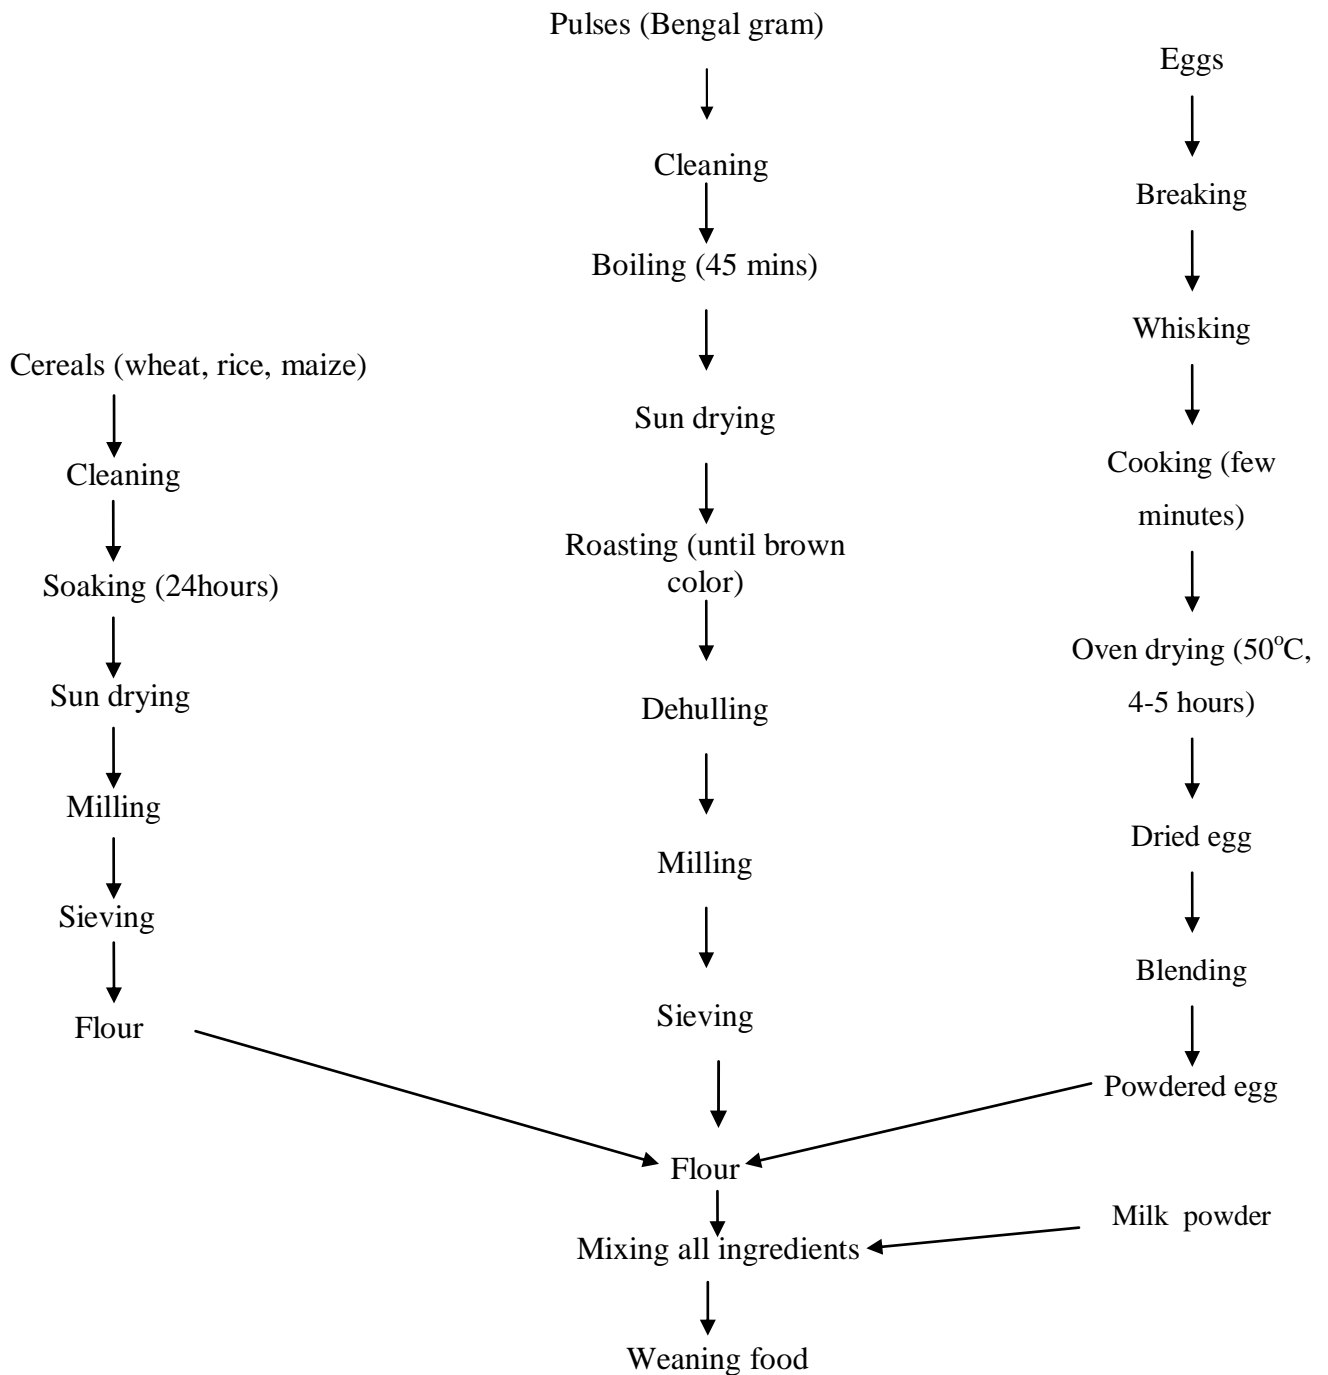 Pulses (Bengal gram)
Cleaning
Boiling (45 mins)
Sun drying
Roasting (until brown
color)
Dehulling
Milling
Sieving
Flour
Mixing all ingredients
Weaning food
Cereals (wheat, rice, maize)
Cleaning
Soaking (24hours)
Sun drying
Milling
Sieving
Flour
Eggs
Breaking
Whisking
Cooking (few
minutes)
Oven drying (50°C,
4-5 hours)
Dried egg
Blending
Powdered egg
Milk powder